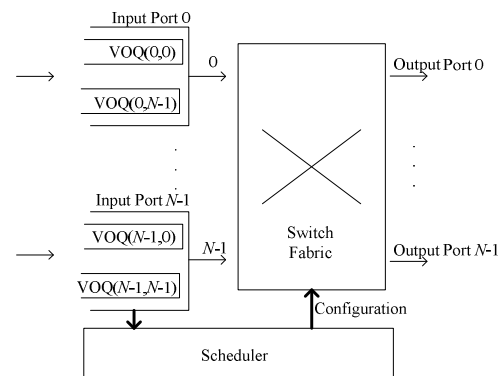 Input Port 0
VOQ(0,0)
VOQ(0,N-1)
0
Output Port 0
Input Port N-1
VOQ(N-1,0)
VOQ(N-1,N-1)
N-1
Switch
Fabric
Output Port N-1
Configuration
Scheduler